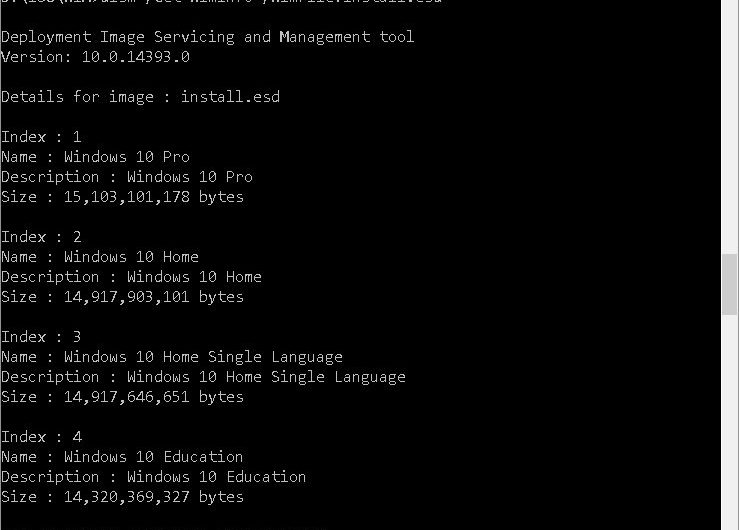 Deployment Image Servicing and Management tool
Version: 10.0.14393.0
Details for image : install.esd
Index : 1
Name : Windows 10 Pro
Description : Windows 10 Pro
Size : 15,103,101,178 bytes
Index : 2
Name : Windows 10 Home
Description : Windows 10 Home
Size : 14,917,903,101 bytes
Index : 3
Name : Windows 10 Home Single Language
Description : Windows 10 Home Single Language
Size : 14,917,646,651 bytes
Index : 4
Name : Windows 10 Education
Description : Windows 10 Education
Size : 14,320,369,327 bytes